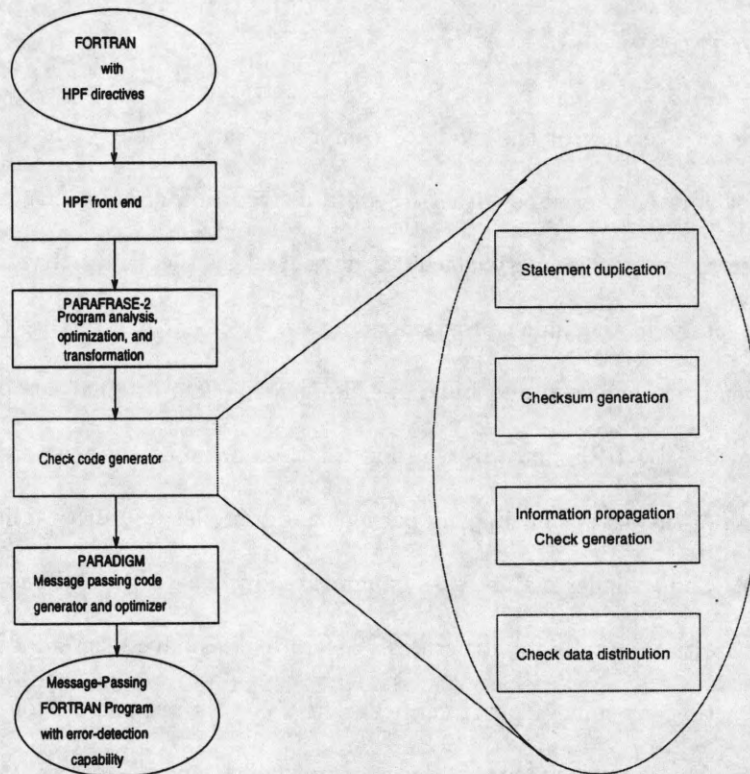 FORTRAN
with
HPF directives
HPF front end
PARAFRASE-2
Program analysis,
optimization, and
transformation
Check code generator
PARADIGM
Message passing code
generator and optimizer
Message-Passing
FORTRAN Program
with error-detection
capability
Statement duplication
Checksum generation
Information propagation
Check generation
Check data distribution